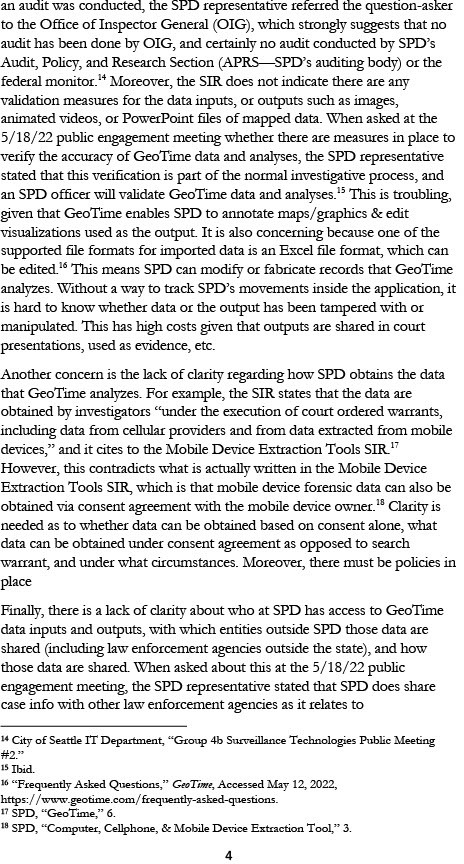 an audit was conducted, the SPD representative referred the question-asker
to the Office of Inspector General (OIG), which strongly suggests that no
audit has been done by OIG, and certainly no audit conducted by SPD’s
Audit, Policy, and Research Section (APRS—SPD’s auditing body) or the
federal monitor.¹⁴ Moreover, the SIR does not indicate there are any
validation measures for the data inputs, or outputs such as images,
animated videos, or PowerPoint files of mapped data. When asked at the
5/18/22 public engagement meeting whether there are measures in place to
verify the accuracy of GeoTime data and analyses, the SPD representative
stated that this verification is part of the normal investigative process, and
an SPD officer will validate GeoTime data and analyses.¹⁵ This is troubling,
given that GeoTime enables SPD to annotate maps/graphics & edit
visualizations used as the output. It is also concerning because one of the
supported file formats for imported data is an Excel file format, which can
be edited.¹⁶ This means SPD can modify or fabricate records that GeoTime
analyzes. Without a way to track SPD’s movements inside the application, it
is hard to know whether data or the output has been tampered with or
manipulated. This has high costs given that outputs are shared in court
presentations, used as evidence, etc.
Another concern is the lack of clarity regarding how SPD obtains the data
that GeoTime analyzes. For example, the SIR states that the data are
obtained by investigators “under the execution of court ordered warrants,
including data from cellular providers and from data extracted from mobile
devices,” and it cites to the Mobile Device Extraction Tools SIR.¹⁷
However, this contradicts what is actually written in the Mobile Device
Extraction Tools SIR, which is that mobile device forensic data can also be
obtained via consent agreement with the mobile device owner.¹⁸ Clarity is
needed as to whether data can be obtained based on consent alone, what
data can be obtained under consent agreement as opposed to search
warrant, and under what circumstances. Moreover, there must be policies in
place
Finally, there is a lack of clarity about who at SPD has access to GeoTime
data inputs and outputs, with which entities outside SPD those data are
shared (including law enforcement agencies outside the state), and how
those data are shared. When asked about this at the 5/18/22 public
engagement meeting, the SPD representative stated that SPD does share
case info with other law enforcement agencies as it relates to
¹⁴ City of Seattle IT Department, “Group 4b Surveillance Technologies Public Meeting
#2.”
¹⁵ Ibid.
¹⁶ “Frequently Asked Questions,” GeoTime, Accessed May 12, 2022,
https://www.geotime.com/frequently-asked-questions.
¹⁷ SPD, “GeoTime,” 6.
¹⁸ SPD, “Computer, Cellphone, & Mobile Device Extraction Tool,” 3.
4